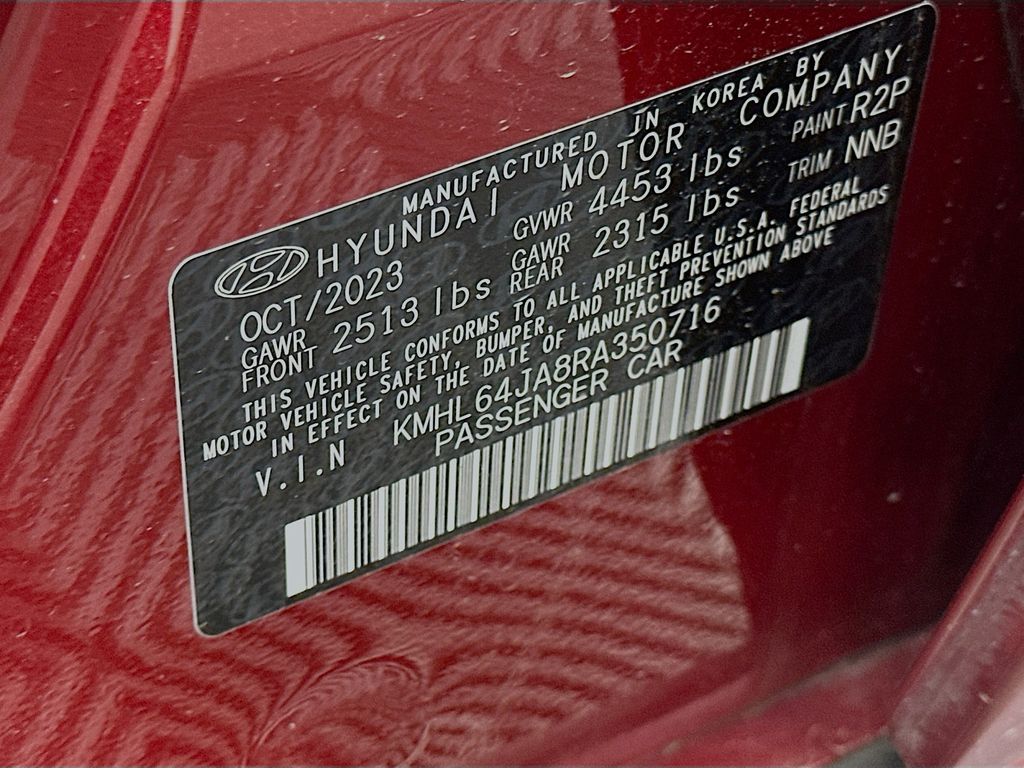 MANUFACTURED IN KOREA BY
HYUNDAI MOTOR COMPANY
OCT/2023 GVWR 4453 lbs PAINT R2P
GAWR FRONT 2513 lbs GAWR REAR 2315 lbs TRIM NNB
THIS VEHICLE CONFORMS TO ALL APPLICABLE U.S.A. FEDERAL
MOTOR VEHICLE SAFETY, BUMPER, AND THEFT PREVENTION STANDARDS
IN EFFECT ON THE DATE OF MANUFACTURE SHOWN ABOVE
V.I.N KMHL64JA8RA350716
PASSENGER CAR